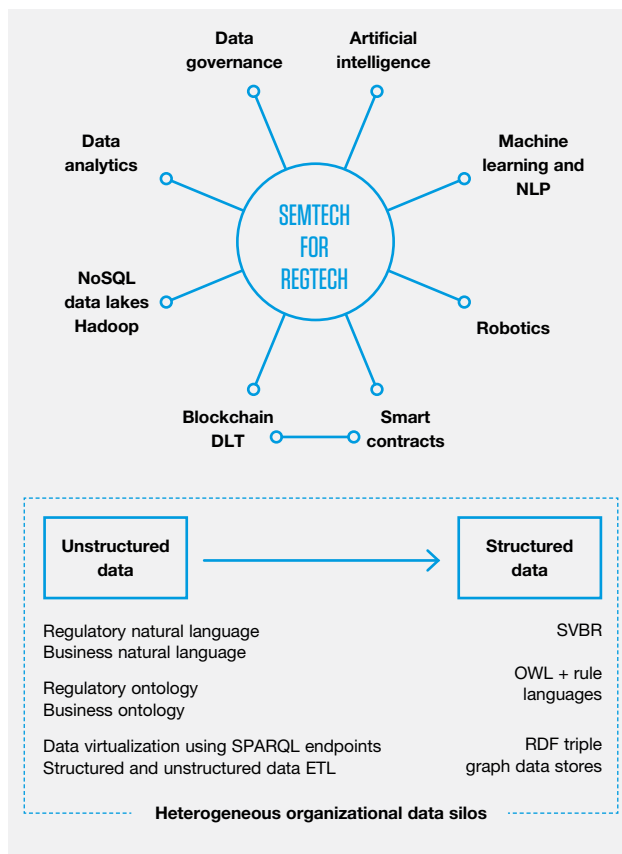 Data
governance
Artificial
intelligence
Data
analytics
Machine
learning and
NLP
SEMTECH
FOR
REGTECH
NoSQL
data lakes
Hadoop
Robotics
Blockchain
DLT
Smart
contracts
Unstructured
data
Structured
data
Regulatory natural language
Business natural language
SVBR
Regulatory ontology
Business ontology
OWL + rule
languages
Data virtualization using SPARQL endpoints
Structured and unstructured data ETL
RDF triple
graph data stores
Heterogeneous organizational data silos